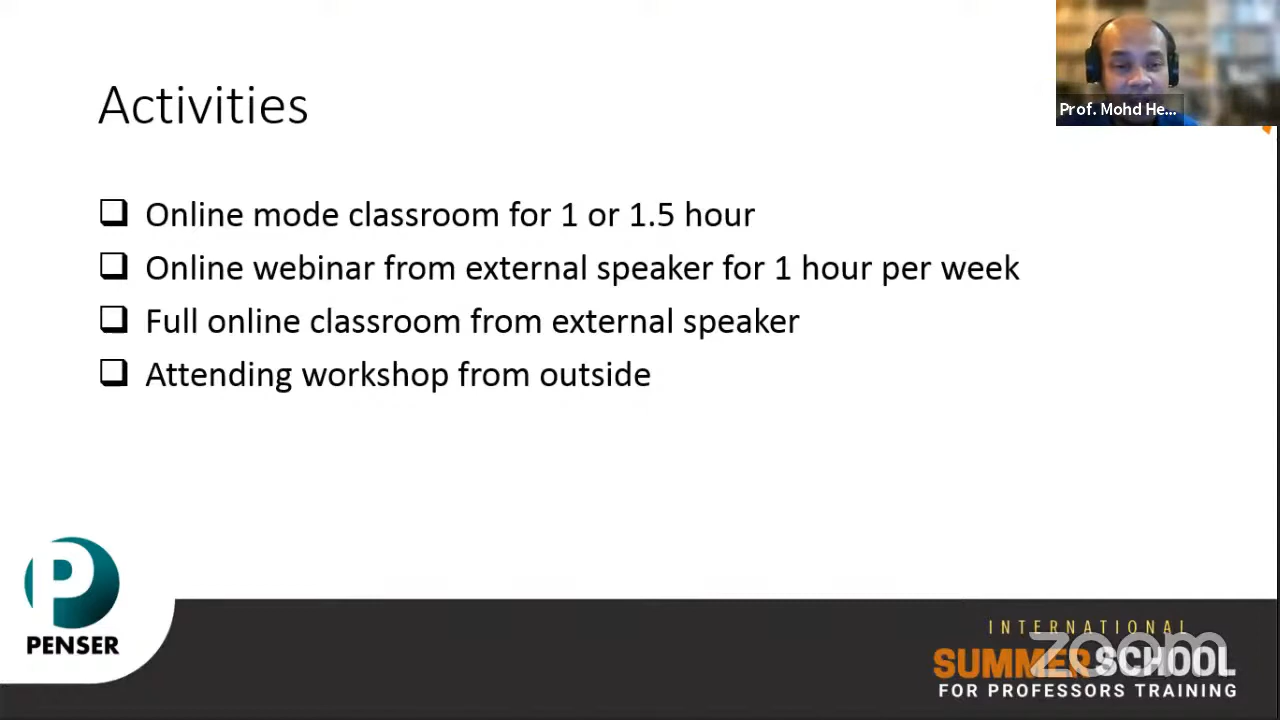 Activities
Prof. Mohd He...
Online mode classroom for 1 or 1.5 hour
Online webinar from external speaker for 1 hour per week
Full online classroom from external speaker
Attending workshop from outside
P
PENSER
INTERNATIONAL
zoom
SUMMER SCHOOL
FOR PROFESSORS TRAINING